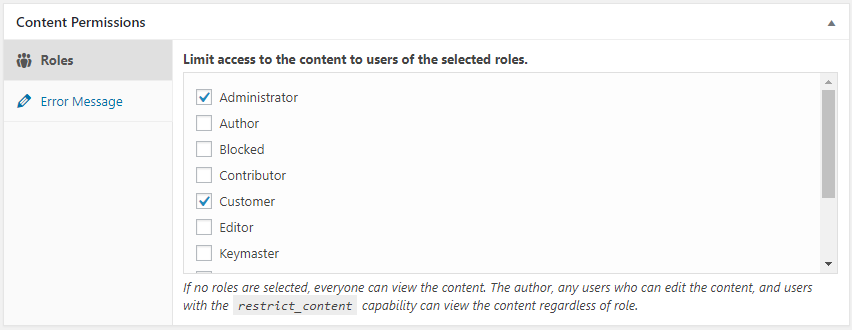 Content Permissions
Roles
Error Message
Limit access to the content to users of the selected roles.
Administrator
Author
Blocked
Contributor
Customer
Editor
Keymaster
If no roles are selected, everyone can view the content. The author, any users who can edit the content, and users
with the restrict_content capability can view the content regardless of role.